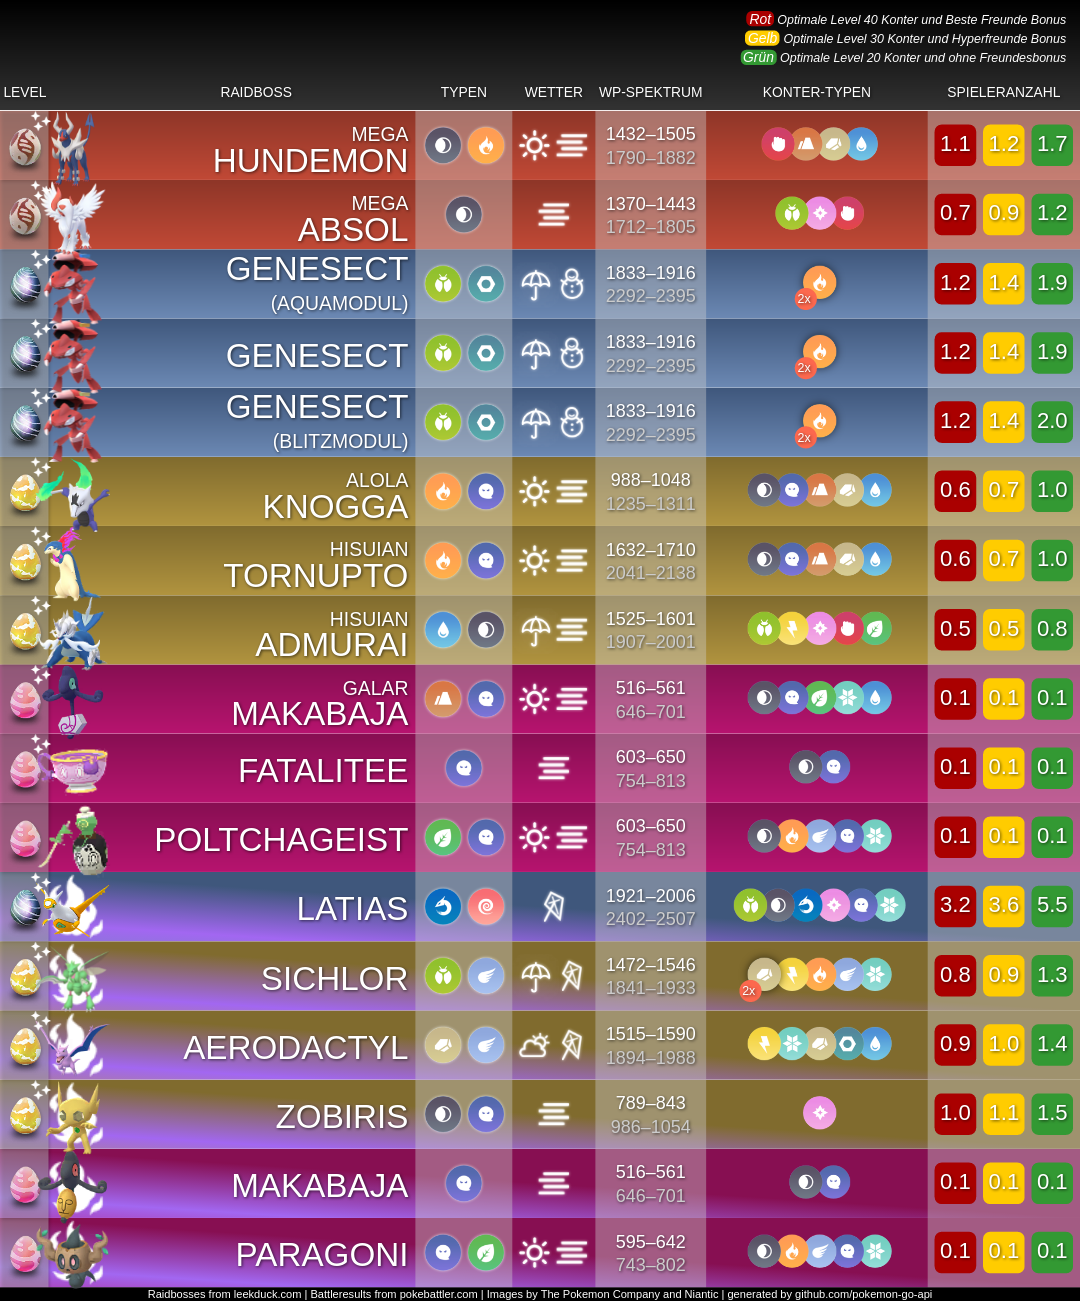 Rot Optimale Level 40 Konter und Beste Freunde Bonus
Gelb Optimale Level 30 Konter und Hyperfreunde Bonus
Grün Optimale Level 20 Konter und ohne Freundesbonus
LEVEL RAIDBOSS TYPEN WETTER WP-SPEKTRUM KONTER-TYPEN SPIELERANZAHL
MEGA
HUNDEMON
1432–1505
1790–1882
1.1 1.2 1.7
MEGA
ABSOL
1370–1443
1712–1805
0.7 0.9 1.2
GENESECT
(AQUAMODUL)
1833–1916
2292–2395
2x
1.2 1.4 1.9
GENESECT
1833–1916
2292–2395
2x
1.2 1.4 1.9
GENESECT
(BLITZMODUL)
1833–1916
2292–2395
2x
1.2 1.4 2.0
ALOLA
KNOGGA
988–1048
1235–1311
0.6 0.7 1.0
HISUIAN
TORNUPTO
1632–1710
2041–2138
0.6 0.7 1.0
HISUIAN
ADMURAI
1525–1601
1907–2001
0.5 0.5 0.8
GALAR
MAKABAJA
516–561
646–701
0.1 0.1 0.1
FATALITEE
603–650
754–813
0.1 0.1 0.1
POLTCHAGEIST
603–650
754–813
0.1 0.1 0.1
LATIAS
1921–2006
2402–2507
3.2 3.6 5.5
SICHLOR
1472–1546
1841–1933
2x
0.8 0.9 1.3
AERODACTYL
1515–1590
1894–1988
0.9 1.0 1.4
ZOBIRIS
789–843
986–1054
1.0 1.1 1.5
MAKABAJA
516–561
646–701
0.1 0.1 0.1
PARAGONI
595–642
743–802
0.1 0.1 0.1
Raidbosses from leekduck.com | Battleresults from pokebattler.com | Images by The Pokemon Company and Niantic | generated by github.com/pokemon-go-api